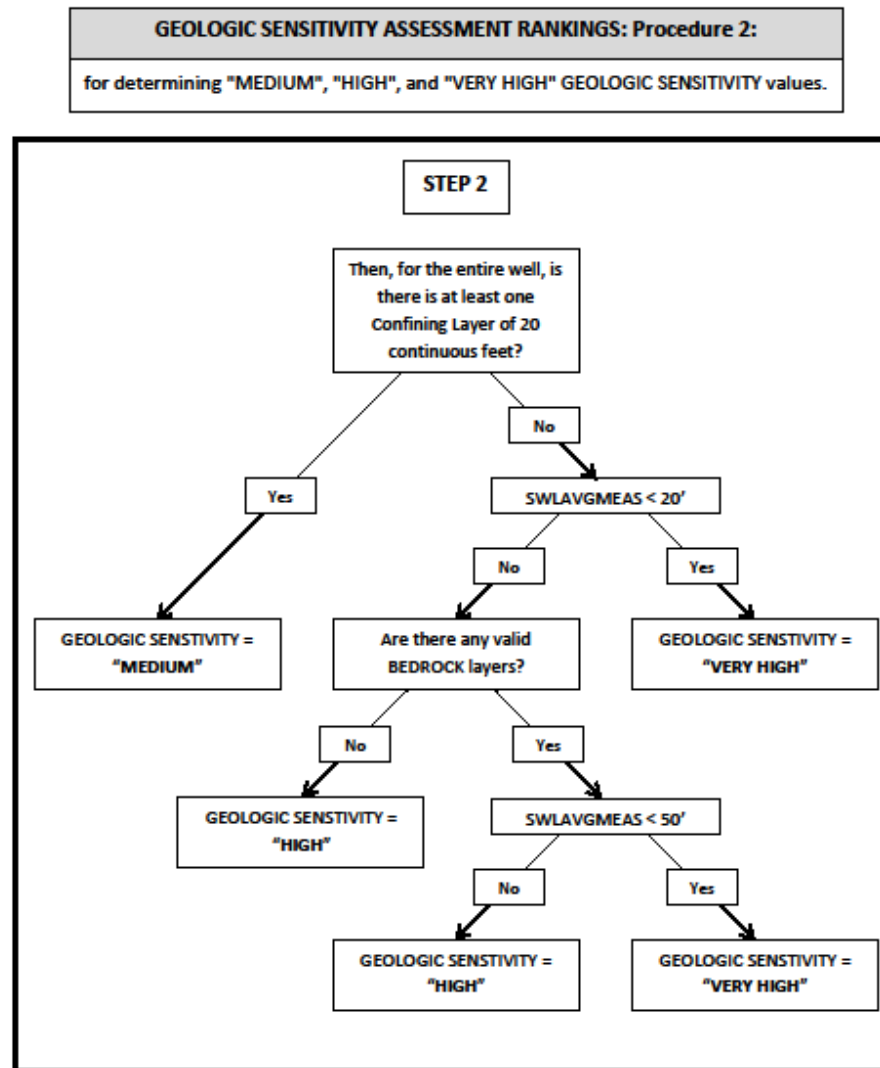 GEOLOGIC SENSITIVITY ASSESSMENT RANKINGS: Procedure 2:
for determining "MEDIUM", "HIGH", and "VERY HIGH" GEOLOGIC SENSITIVITY values.
STEP 2
Then, for the entire well, is
there is at least one
Confining Layer of 20
continuous feet?
No
Yes
SWLAVGMEAS < 20’
No
Yes
GEOLOGIC SENSTIVITY =
“MEDIUM”
Are there any valid
BEDROCK layers?
GEOLOGIC SENSTIVITY =
“VERY HIGH”
No
Yes
GEOLOGIC SENSTIVITY =
“HIGH”
SWLAVGMEAS < 50’
No
Yes
GEOLOGIC SENSTIVITY =
“HIGH”
GEOLOGIC SENSTIVITY =
“VERY HIGH”